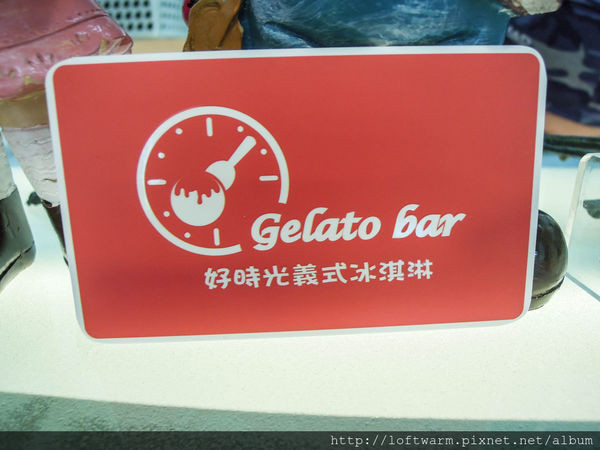 Gelato bar
好時光義式冰淇淋
http://loftwarm.pixnet.net/album